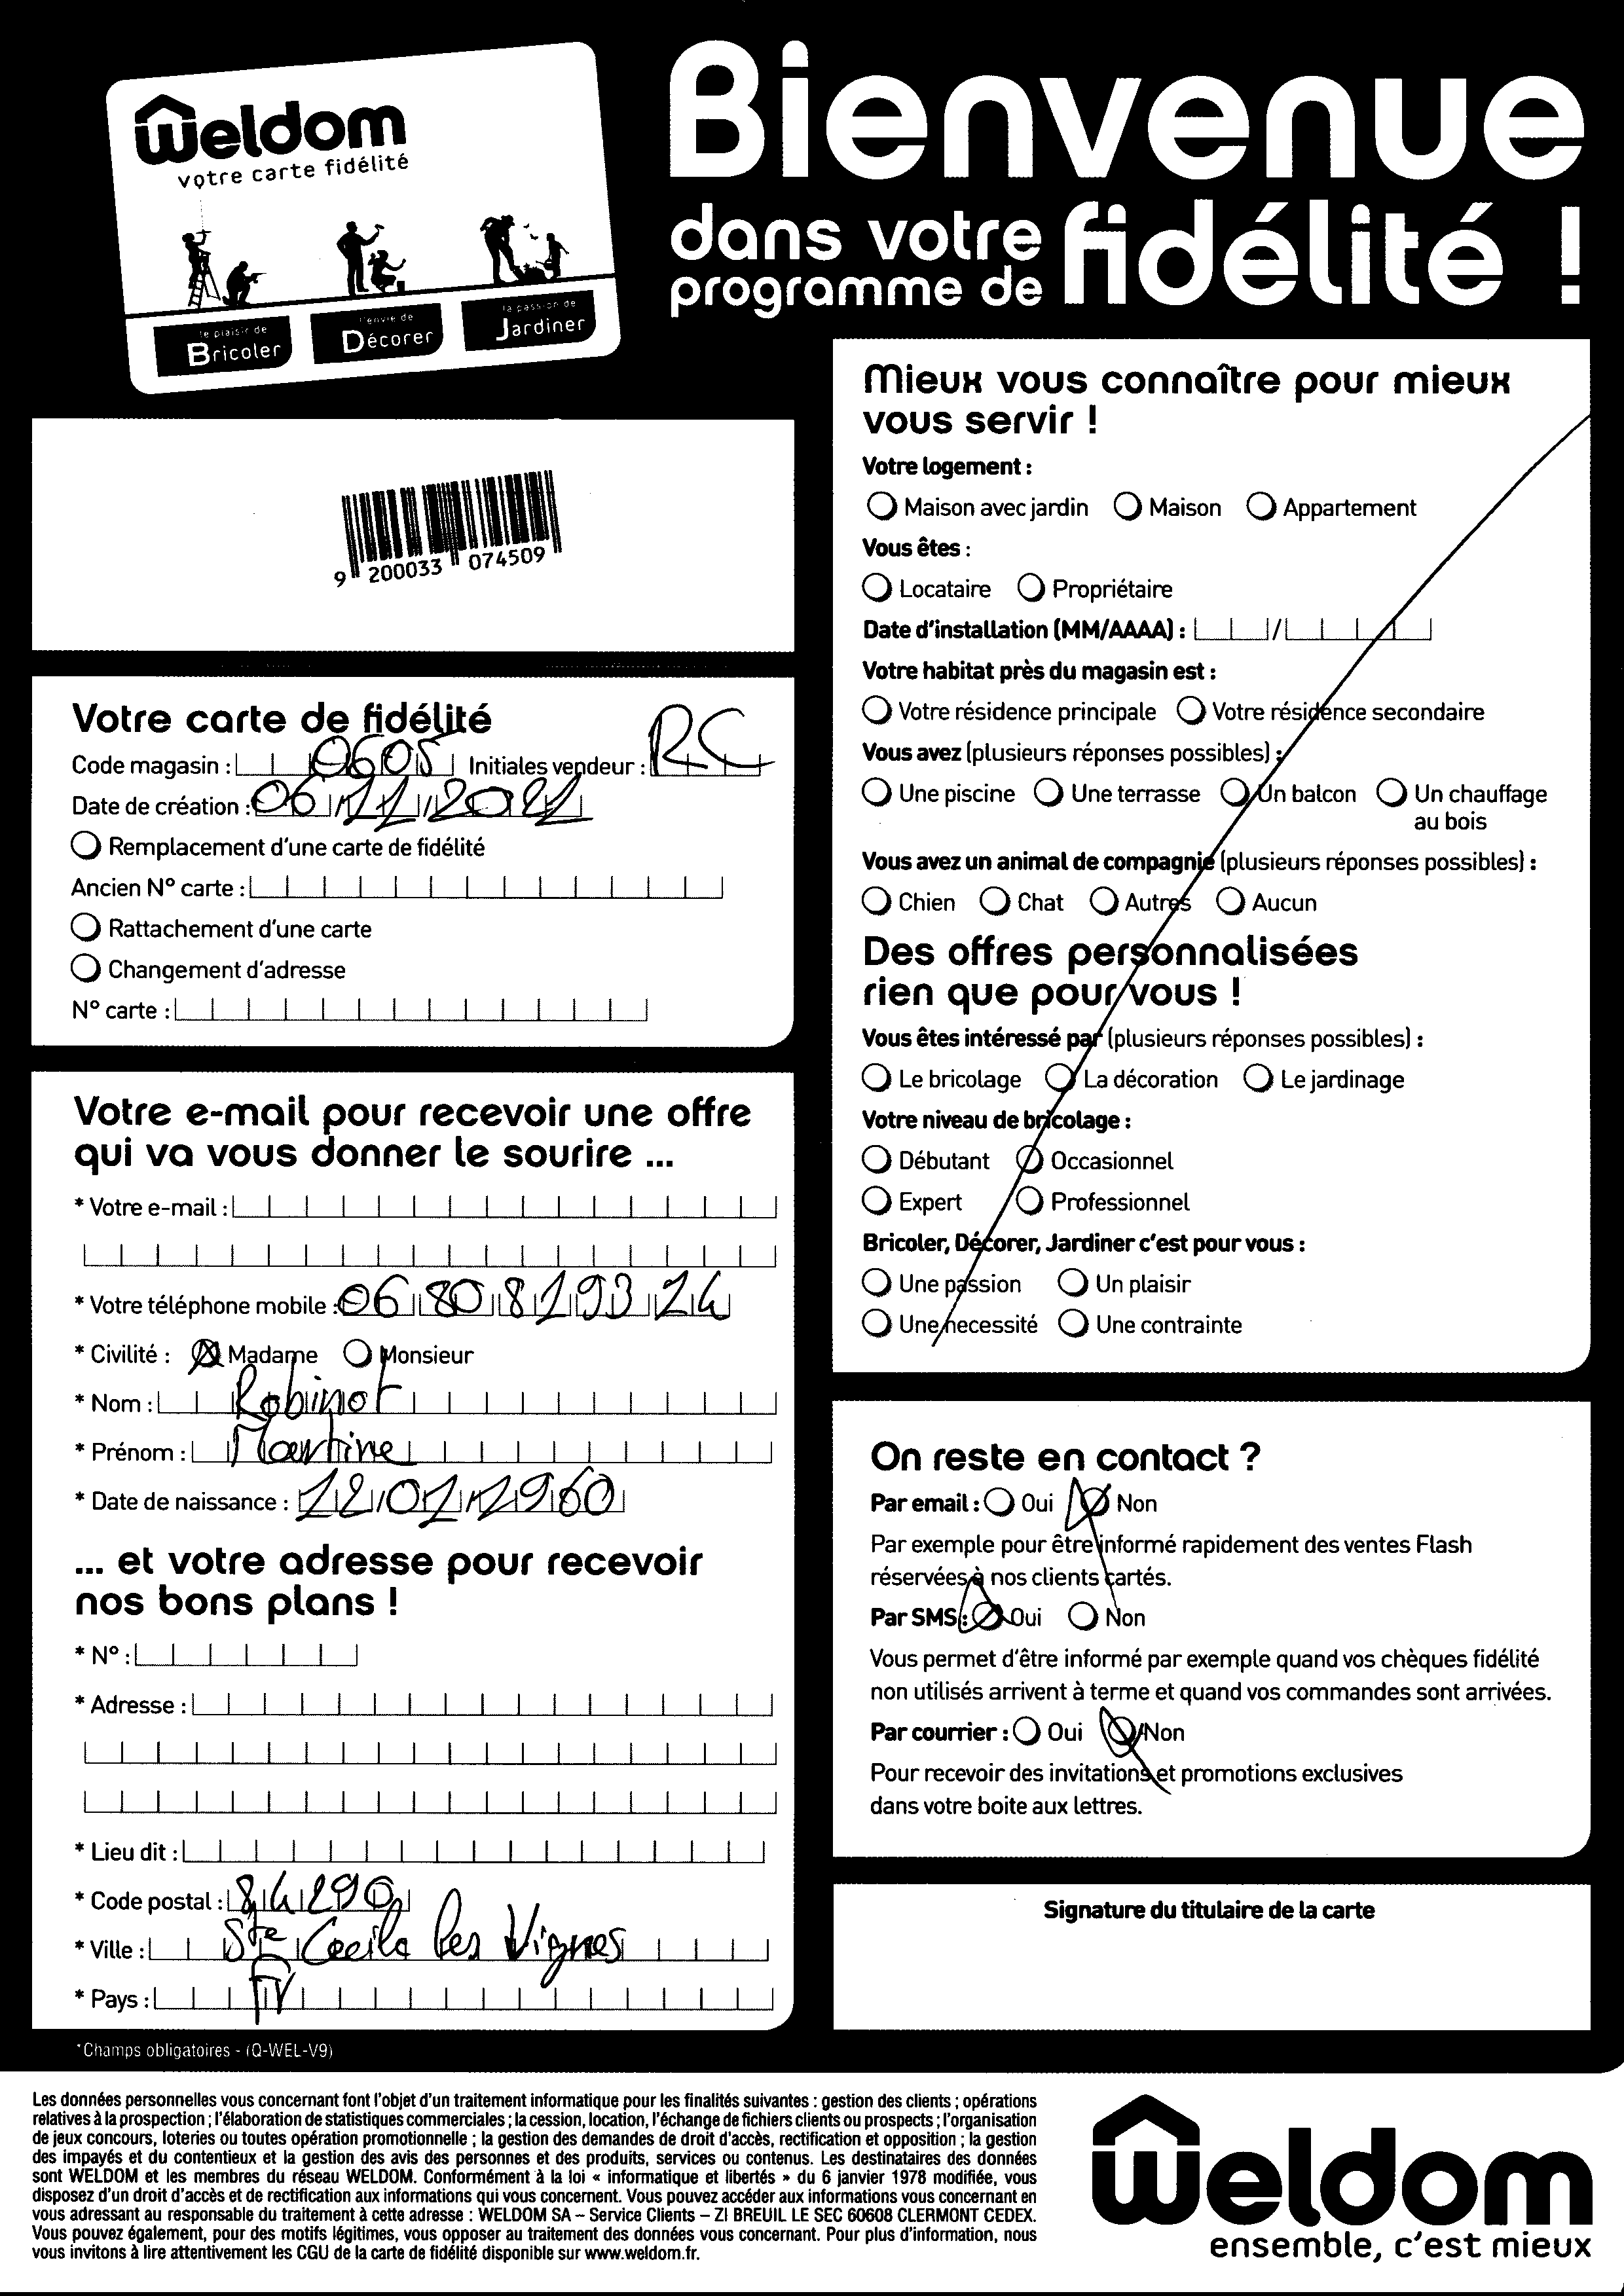 Weldom
votre carte fidélité
le plaisir de
Bricoler
l'envie de
Décorer
la passion de
Jardiner
Bienvenue
dans votre
programme de fidélité !
9 200033 074509
Votre carte de fidélité
Code magasin : 0605 Initiales vendeur : RC
Date de création : 06/11/2021
Remplacement d'une carte de fidélité
Ancien N° carte :
Rattachement d'une carte
Changement d'adresse
N° carte :
Votre e-mail pour recevoir une offre
qui va vous donner le sourire ...
* Votre e-mail :
* Votre téléphone mobile : 06 80 81 93 24
* Civilité : Madame Monsieur
* Nom : Robinot
* Prénom : Martine
* Date de naissance : 12/01/1960
... et votre adresse pour recevoir
nos bons plans !
* N° :
* Adresse :
* Lieu dit :
* Code postal : 84290
* Ville : Ste Cecile les Vignes
* Pays : Fr
*Champs obligatoires - (Q-WEL-V9)
Mieux vous connaître pour mieux
vous servir !
Votre logement :
Maison avec jardin Maison Appartement
Vous êtes :
Locataire Propriétaire
Date d'installation (MM/AAAA) : /
Votre habitat près du magasin est :
Votre résidence principale Votre résidence secondaire
Vous avez (plusieurs réponses possibles) :
Une piscine Une terrasse Un balcon Un chauffage
au bois
Vous avez un animal de compagnie (plusieurs réponses possibles) :
Chien Chat Autres Aucun
Des offres personnalisées
rien que pour vous !
Vous êtes intéressé par (plusieurs réponses possibles) :
Le bricolage La décoration Le jardinage
Votre niveau de bricolage :
Débutant Occasionnel
Expert Professionnel
Bricoler, Décorer, Jardiner c'est pour vous :
Une passion Un plaisir
Une necessité Une contrainte
On reste en contact ?
Par email : Oui Non
Par exemple pour être informé rapidement des ventes Flash
réservées à nos clients cartés.
Par SMS : Oui Non
Vous permet d'être informé par exemple quand vos chèques fidélité
non utilisés arrivent à terme et quand vos commandes sont arrivées.
Par courrier : Oui Non
Pour recevoir des invitations et promotions exclusives
dans votre boite aux lettres.
Signature du titulaire de la carte
Les données personnelles vous concernant font l'objet d'un traitement informatique pour les finalités suivantes : gestion des clients ; opérations
relatives à la prospection ; l'élaboration de statistiques commerciales ; la cession, location, l'échange de fichiers clients ou prospects ; l'organisation
de jeux concours, loteries ou toutes opération promotionnelle ; la gestion des demandes de droit d'accès, rectification et opposition ; la gestion
des impayés et du contentieux et la gestion des avis des personnes et des produits, services ou contenus. Les destinataires des données
sont WELDOM et les membres du réseau WELDOM. Conformément à la loi « informatique et libertés » du 6 janvier 1978 modifiée, vous
disposez d'un droit d'accès et de rectification aux informations qui vous concernent. Vous pouvez accéder aux informations vous concernant en
vous adressant au responsable du traitement à cette adresse : WELDOM SA – Service Clients – ZI BREUIL LE SEC 60608 CLERMONT CEDEX.
Vous pouvez également, pour des motifs légitimes, vous opposer au traitement des données vous concernant. Pour plus d'information, nous
vous invitons à lire attentivement les CGU de la carte de fidélité disponible sur www.weldom.fr.
Weldom
ensemble, c'est mieux